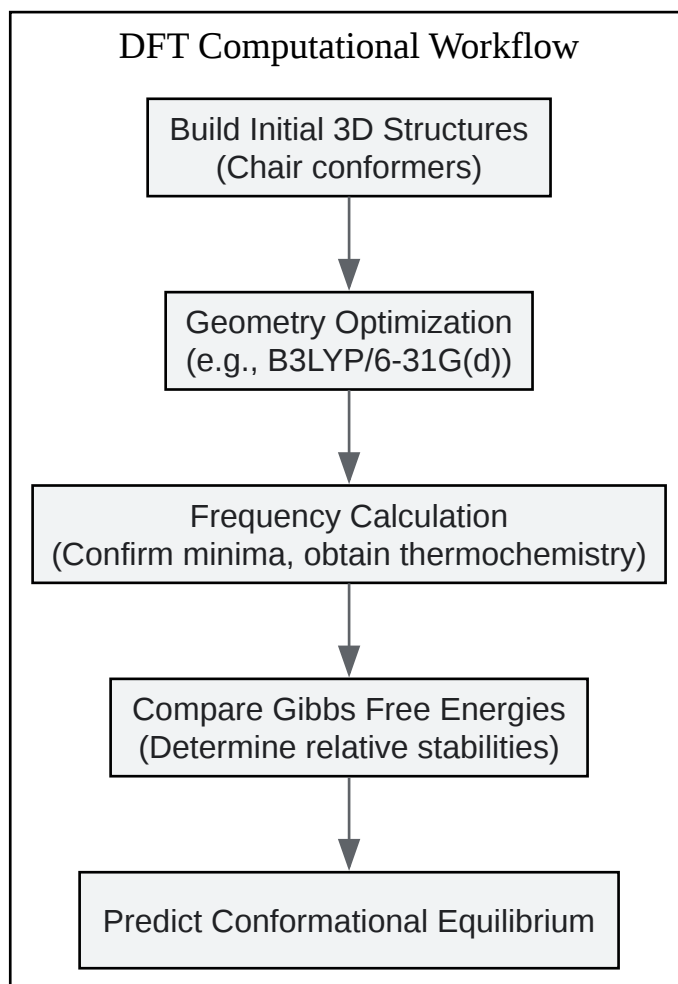 DFT Computational Workflow
Build Initial 3D Structures
(Chair conformers)
Geometry Optimization
(e.g., B3LYP/6-31G(d))
Frequency Calculation
(Confirm minima, obtain thermochemistry)
Compare Gibbs Free Energies
(Determine relative stabilities)
Predict Conformational Equilibrium